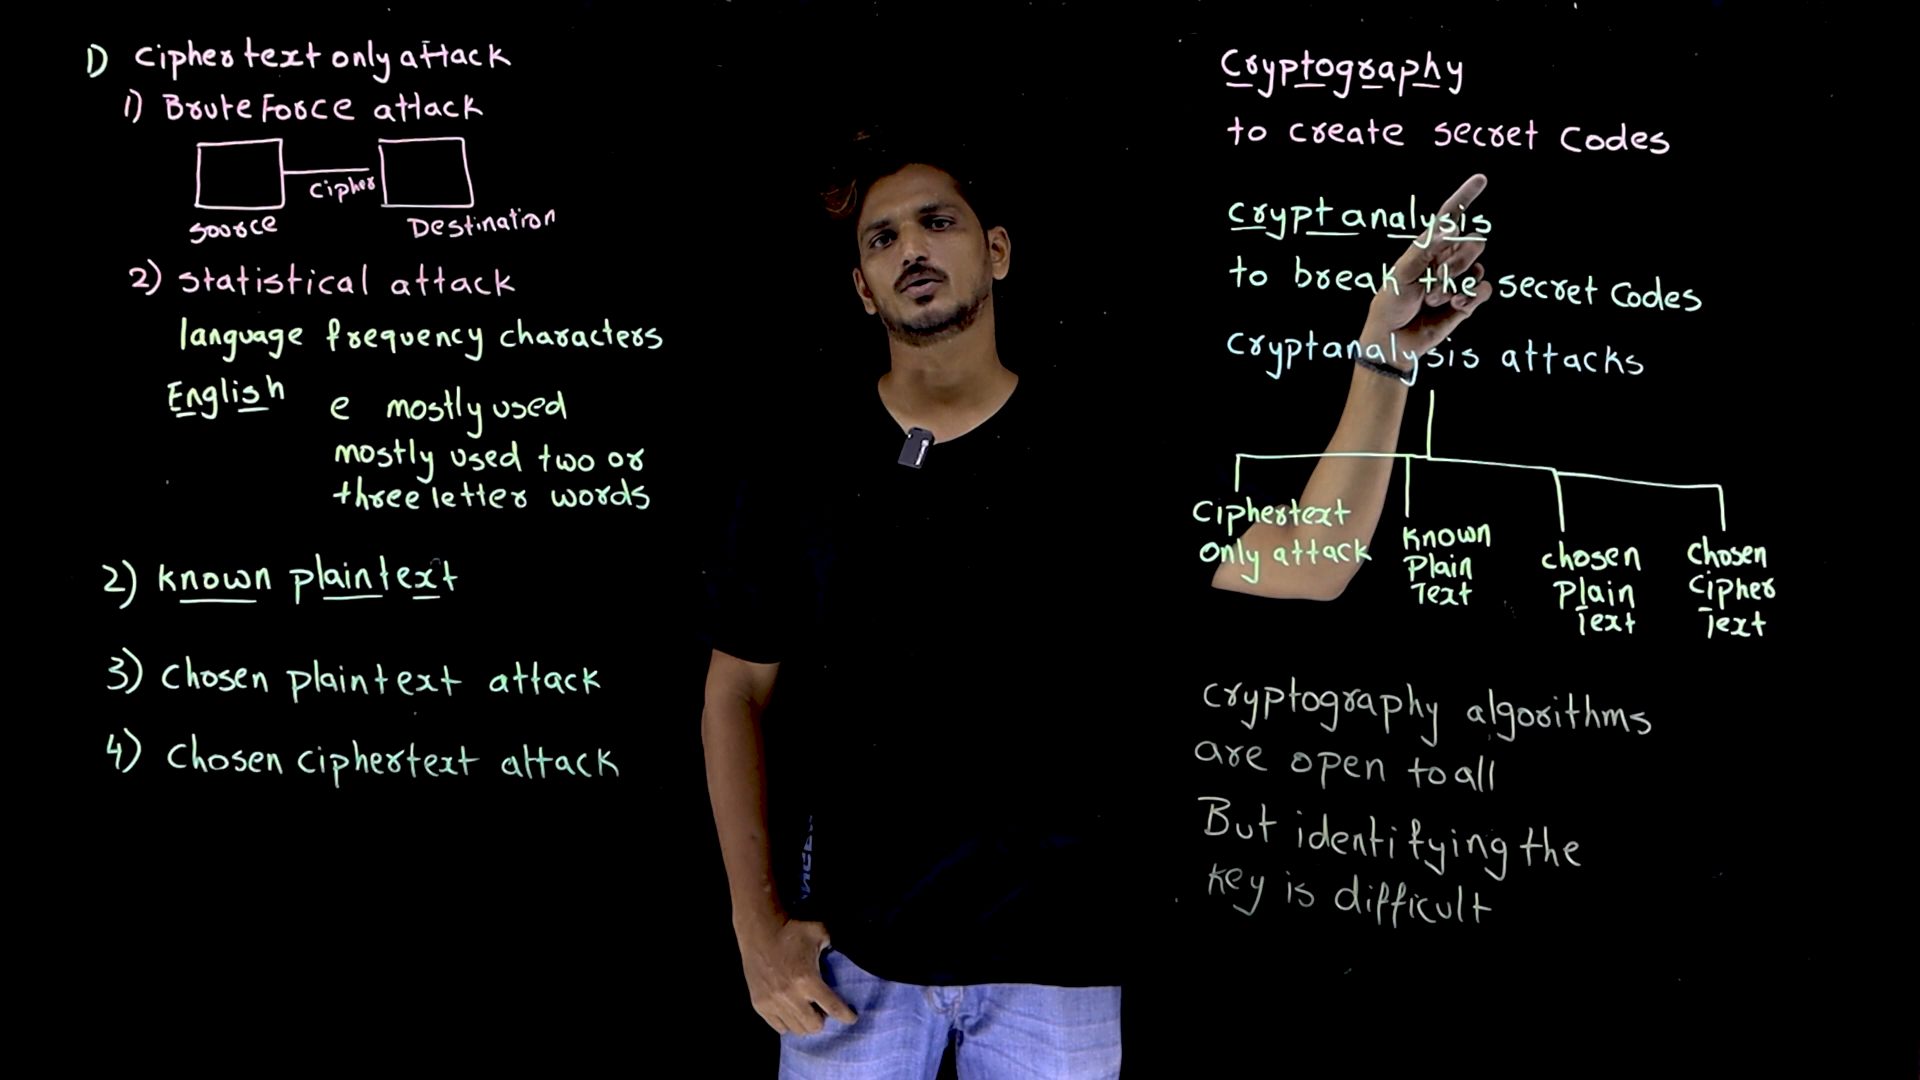 1) Ciphertext only attack
1) Brute Force attack
Cipher
Source
Destination
2) statistical attack
language frequency characters
English e mostly used
mostly used two or
three letter words
2) known plaintext
3) chosen plaintext attack
4) chosen ciphertext attack
Cryptography
to create secret codes
cryptanalysis
to break the secret codes
cryptanalysis attacks
Ciphertext
only attack
Known
Plain
Text
chosen
Plain
Text
Chosen
Cipher
Text
cryptography algorithms
are open to all
But identifying the
key is difficult